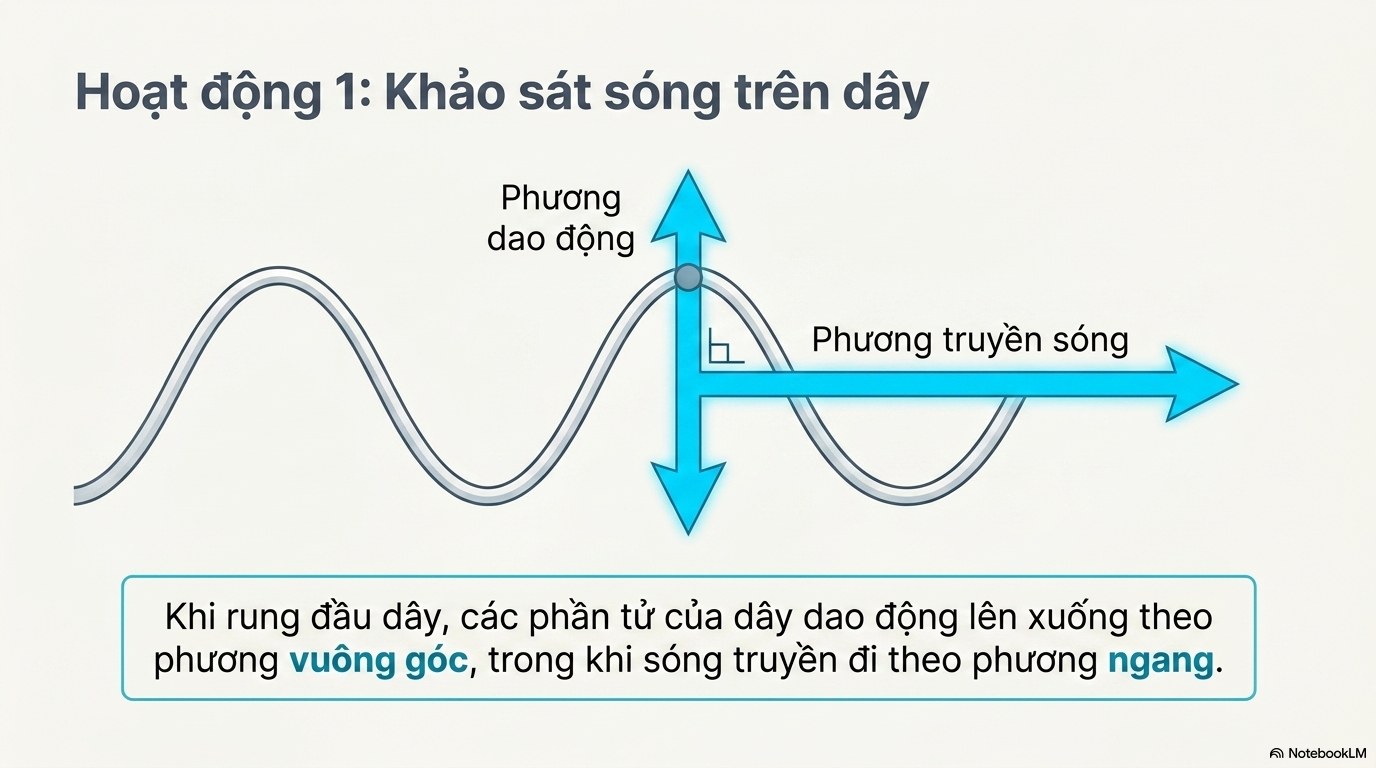 Hoạt động 1: Khảo sát sóng trên dây
Phương
dao động
Phương truyền sóng
Khi rung đầu dây, các phần tử của dây dao động lên xuống theo
phương vuông góc, trong khi sóng truyền đi theo phương ngang.
NotebookLM